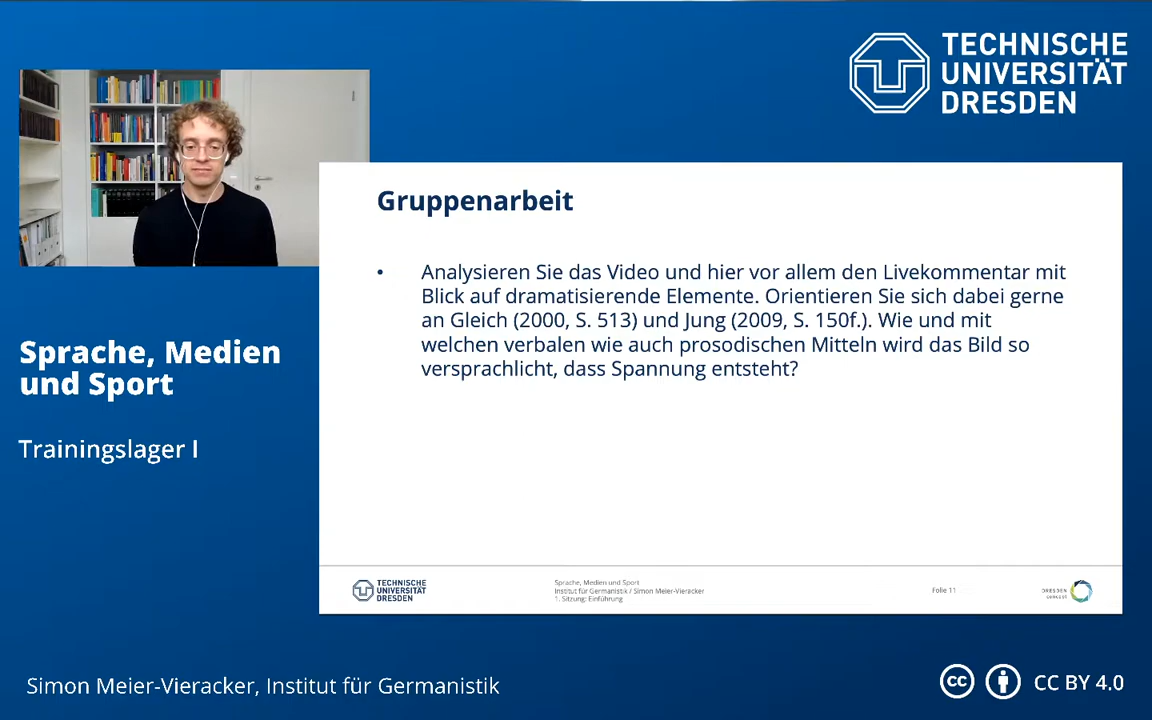 TECHNISCHE
UNIVERSITÄT
DRESDEN
Sprache, Medien
und Sport
Trainingslager I
Gruppenarbeit
• Analysieren Sie das Video und hier vor allem den Livekommentar mit
Blick auf dramatisierende Elemente. Orientieren Sie sich dabei gerne
an Gleich (2000, S. 513) und Jung (2009, S. 150f.). Wie und mit
welchen verbalen wie auch prosodischen Mitteln wird das Bild so
versprachlicht, dass Spannung entsteht?
TECHNISCHE
UNIVERSITÄT
DRESDEN
Sprache, Medien und Sport
Institut für Germanistik / Simon Meier-Vieracker
1. Sitzung: Einführung
Folie 11
DRESDEN
concept
Simon Meier-Vieracker, Institut für Germanistik
cc
CC BY 4.0